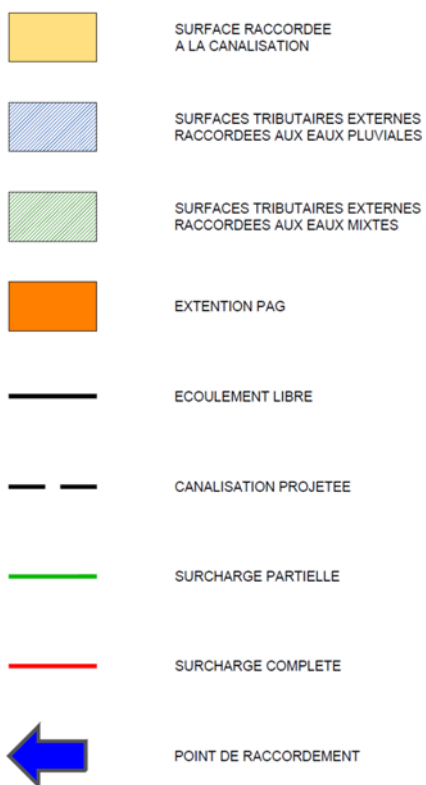 SURFACE RACCORDEE
A LA CANALISATION
SURFACES TRIBUTAIRES EXTERNES
RACCORDEES AUX EAUX PLUVIALES
SURFACES TRIBUTAIRES EXTERNES
RACCORDEES AUX EAUX MIXTES
EXTENTION PAG
ECOULEMENT LIBRE
CANALISATION PROJETEE
SURCHARGE PARTIELLE
SURCHARGE COMPLETE
POINT DE RACCORDEMENT